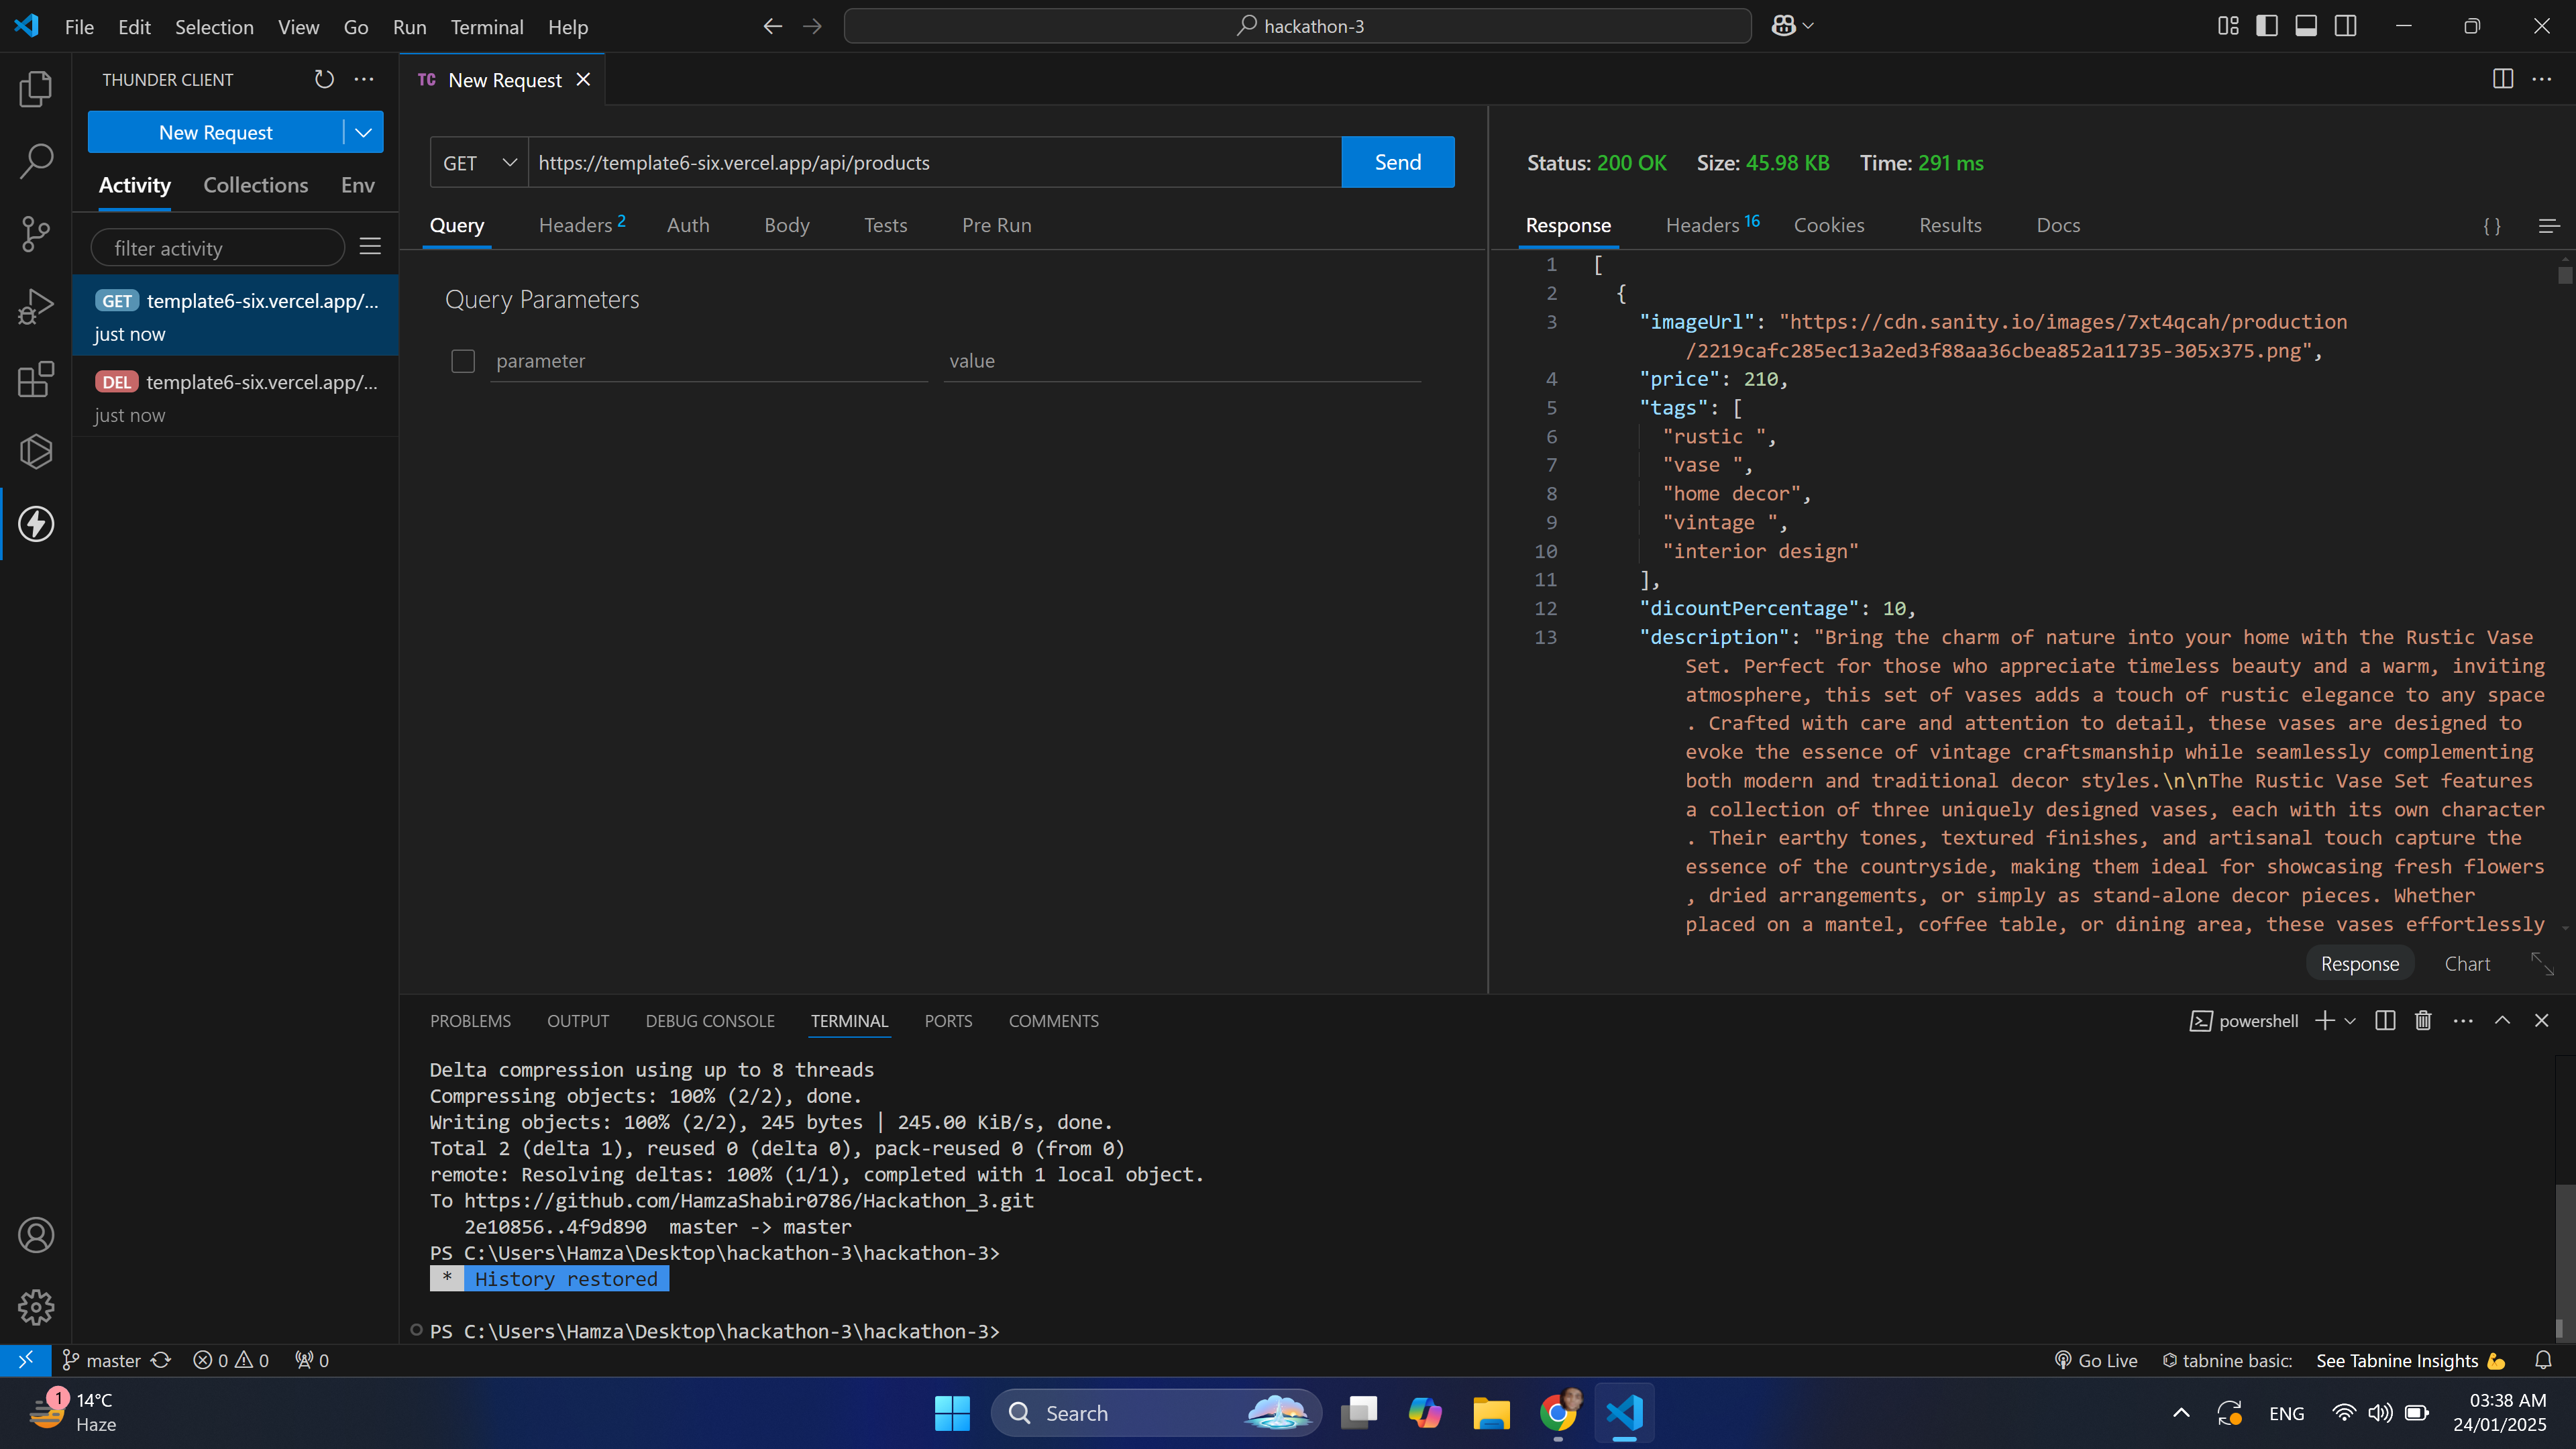 File Edit Selection View Go Run Terminal Help
hackathon-3
THUNDER CLIENT
New Request
Activity Collections Env
filter activity
GET template6-six.vercel.app/...
just now
DEL template6-six.vercel.app/...
just now
TC New Request
GET https://template6-six.vercel.app/api/products Send
Query Headers 2 Auth Body Tests Pre Run
Query Parameters
parameter value
Status: 200 OK Size: 45.98 KB Time: 291 ms
Response Headers 16 Cookies Results Docs { }
1 [
2 {
3 "imageUrl": "https://cdn.sanity.io/images/7xt4qcah/production
/2219cafc285ec13a2ed3f88aa36cbea852a11735-305x375.png",
4 "price": 210,
5 "tags": [
6 "rustic ",
7 "vase ",
8 "home decor",
9 "vintage ",
10 "interior design"
11 ],
12 "dicountPercentage": 10,
13 "description": "Bring the charm of nature into your home with the Rustic Vase
Set. Perfect for those who appreciate timeless beauty and a warm, inviting
atmosphere, this set of vases adds a touch of rustic elegance to any space
. Crafted with care and attention to detail, these vases are designed to
evoke the essence of vintage craftsmanship while seamlessly complementing
both modern and traditional decor styles.\n\nThe Rustic Vase Set features
a collection of three uniquely designed vases, each with its own character
. Their earthy tones, textured finishes, and artisanal touch capture the
essence of the countryside, making them ideal for showcasing fresh flowers
, dried arrangements, or simply as stand-alone decor pieces. Whether
placed on a mantel, coffee table, or dining area, these vases effortlessly
Response Chart
PROBLEMS OUTPUT DEBUG CONSOLE TERMINAL PORTS COMMENTS
powershell
Delta compression using up to 8 threads
Compressing objects: 100% (2/2), done.
Writing objects: 100% (2/2), 245 bytes | 245.00 KiB/s, done.
Total 2 (delta 1), reused 0 (delta 0), pack-reused 0 (from 0)
remote: Resolving deltas: 100% (1/1), completed with 1 local object.
To https://github.com/HamzaShabir0786/Hackathon_3.git
2e10856..4f9d890 master -> master
PS C:\Users\Hamza\Desktop\hackathon-3\hackathon-3>
* History restored
PS C:\Users\Hamza\Desktop\hackathon-3\hackathon-3>
master 0 0 0
Go Live tabnine basic: See Tabnine Insights
1 14°C
Haze
Search
ENG
03:38 AM
24/01/2025